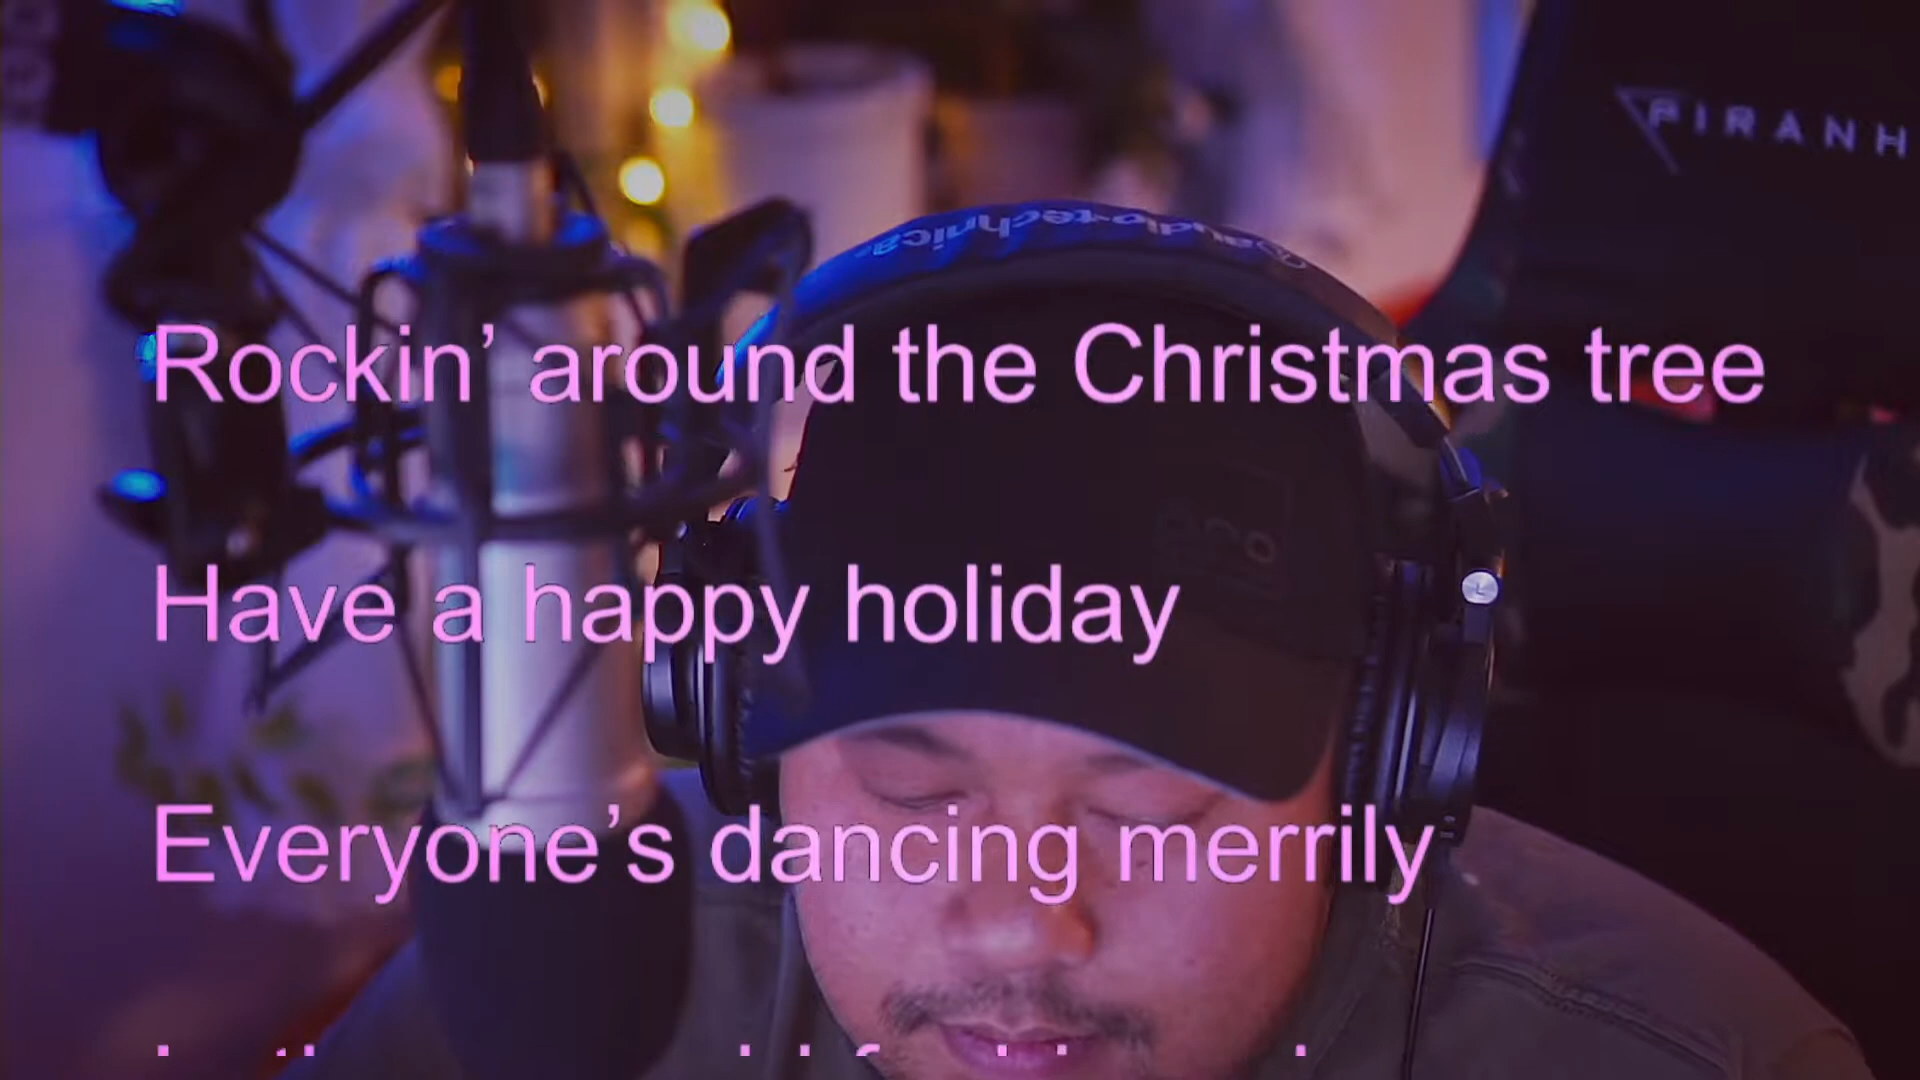 PIRANH
audio-technica
Rockin’ around the Christmas tree
Have a happy holiday
Everyone’s dancing merrily
L